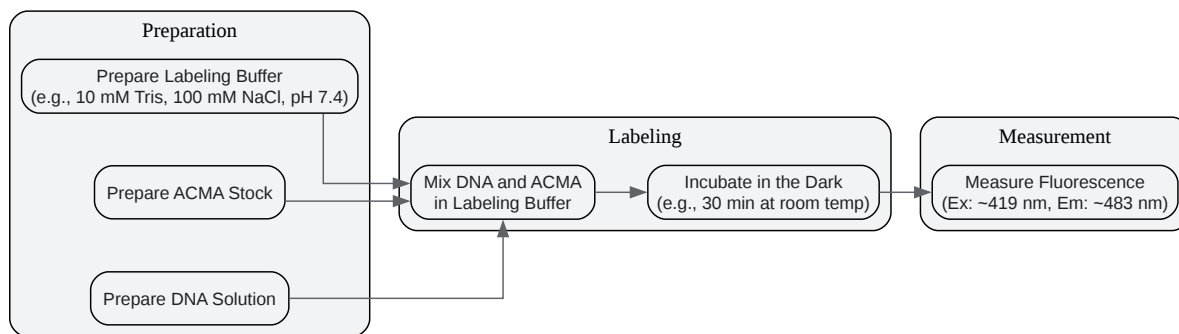 Preparation
Prepare Labeling Buffer
(e.g., 10 mM Tris, 100 mM NaCl, pH 7.4)
Prepare ACMA Stock
Prepare DNA Solution
Labeling
Mix DNA and ACMA
in Labeling Buffer
Incubate in the Dark
(e.g., 30 min at room temp)
Measurement
Measure Fluorescence
(Ex: ~419 nm, Em: ~483 nm)